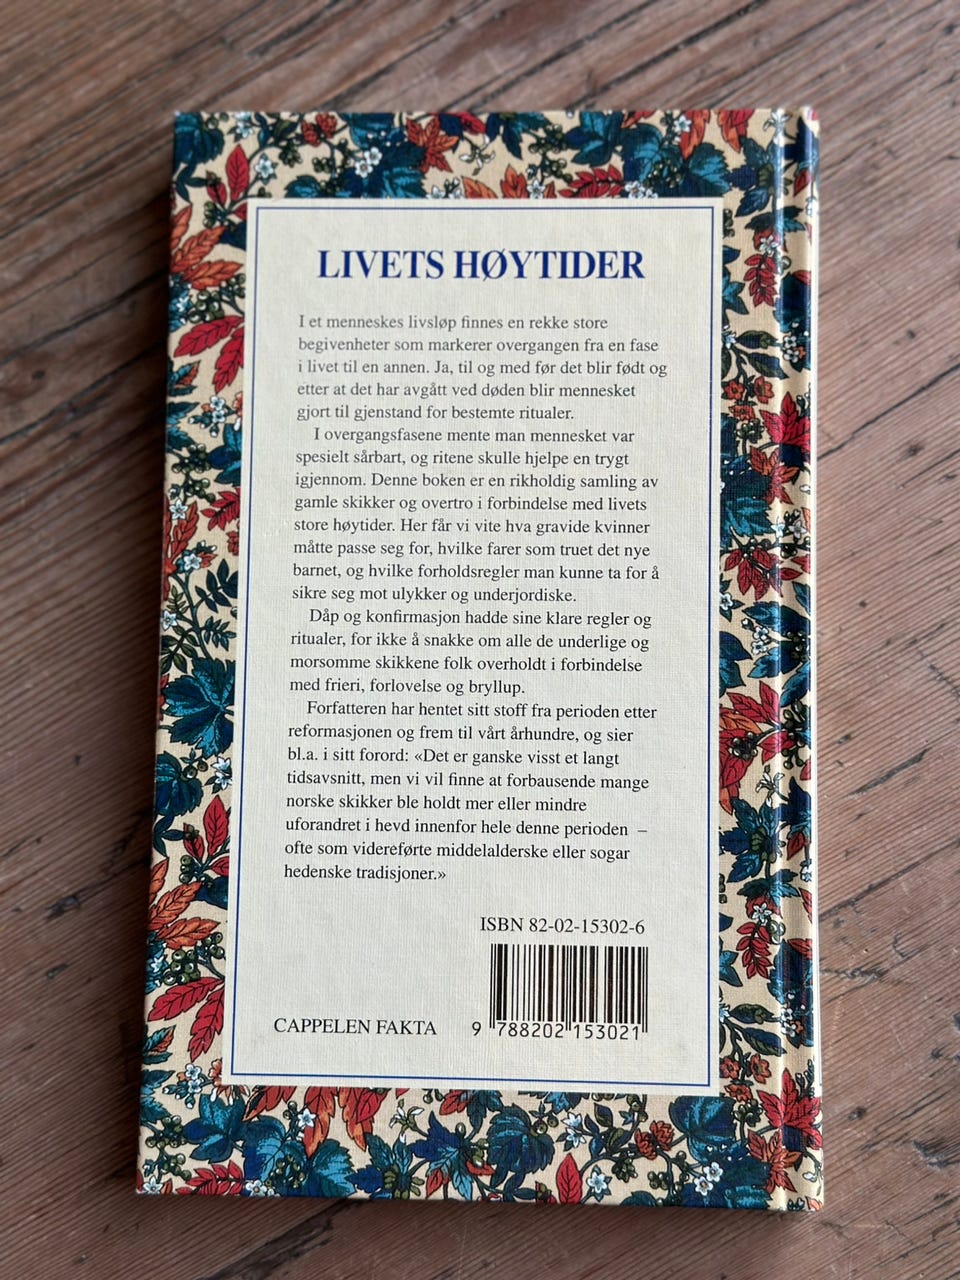 LIVETS HØYTIDER
I et menneskes livsløp finnes en rekke store
begivenheter som markerer overgangen fra en fase
i livet til en annen. Ja, til og med før det blir født og
etter at det har avgått ved døden blir mennesket
gjort til gjenstand for bestemte ritualer.
I overgangsfasene mente man mennesket var
spesielt sårbart, og ritene skulle hjelpe en trygt
igjennom. Denne boken er en rikholdig samling av
gamle skikker og overtro i forbindelse med livets
store høytider. Her får vi vite hva gravide kvinner
måtte passe seg for, hvilke farer som truet det nye
barnet, og hvilke forholdsregler man kunne ta for å
sikre seg mot ulykker og underjordiske.
Dåp og konfirmasjon hadde sine klare regler og
ritualer, for ikke å snakke om alle de underlige og
morsomme skikkene folk overholdt i forbindelse
med frieri, forlovelse og bryllup.
Forfatteren har hentet sitt stoff fra perioden etter
reformasjonen og frem til vårt århundre, og sier
bl.a. i sitt forord: «Det er ganske visst et langt
tidsavsnitt, men vi vil finne at forbausende mange
norske skikker ble holdt mer eller mindre
uforandret i hevd innenfor hele denne perioden –
ofte som videreførte middelalderske eller sogar
hedenske tradisjoner.»
ISBN 82-02-15302-6
CAPPELEN FAKTA
9 788202 153021